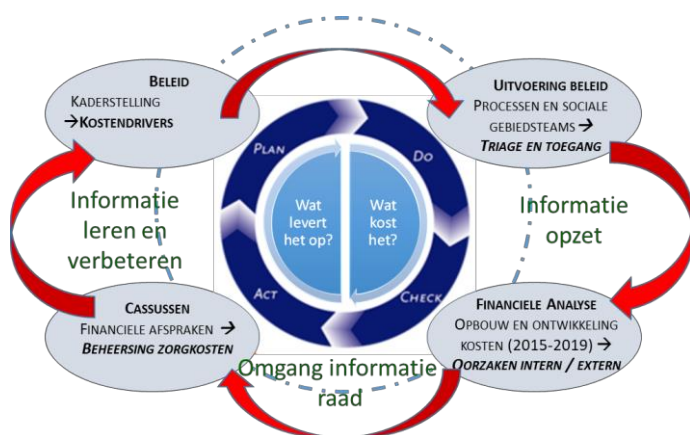 BELEID
KADERSTELLING
→KOSTENDRIVERS
UITVOERING BELEID
PROCESSEN EN SOCIALE
GEBIEDSTEAMS →
TRIAGE EN TOEGANG
PLAN
DO
Wat
levert
het op?
Wat
kost
het?
Informatie
leren en
verbeteren
Informatie
opzet
ACT
CHECK
CASSUSSEN
FINANCIELE AFSPRAKEN →
BEHEERSING ZORGKOSTEN
FINANCIELE ANALYSE
OPBOUW EN ONTWIKKELING
KOSTEN (2015-2019) →
OORZAKEN INTERN / EXTERN
Omgang informatie
raad